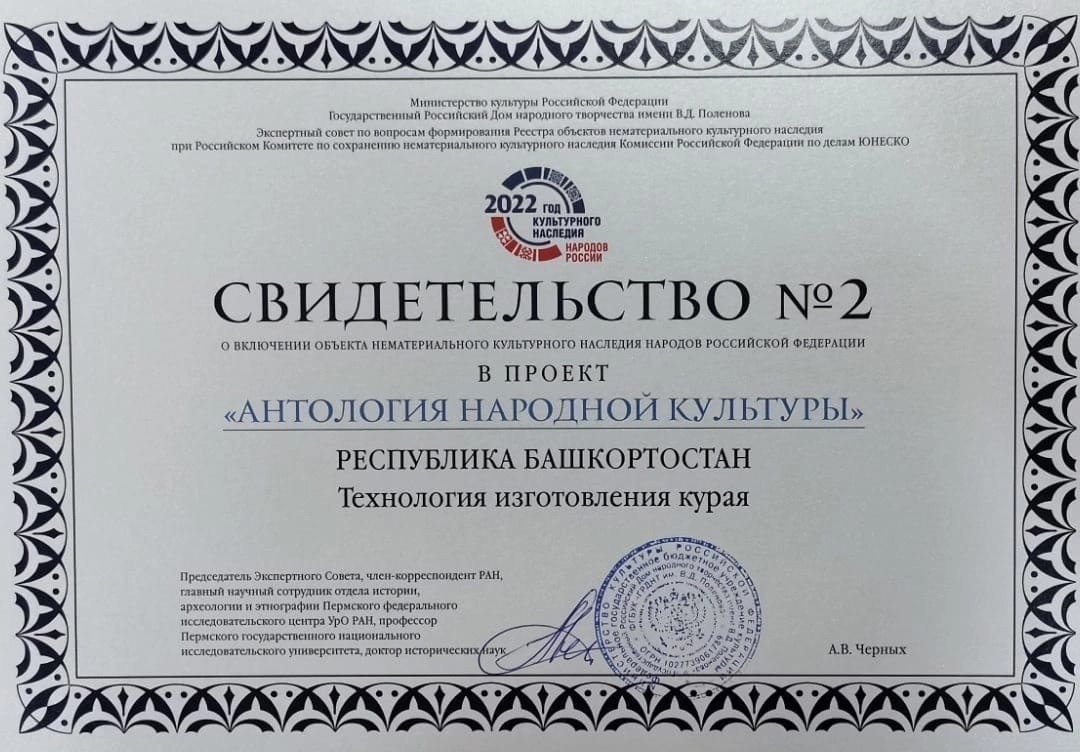 Министерство культуры Российской Федерации
Государственный Российский Дом народного творчества имени В.Д. Поленова
Экспертный совет по вопросам формирования Реестра объектов нематериального культурного наследия
при Российском Комитете по сохранению нематериального культурного наследия Комиссии Российской Федерации по делам ЮНЕСКО
2022 ГОД
КУЛЬТУРНОГО
НАСЛЕДИЯ
НАРОДОВ
РОССИИ
СВИДЕТЕЛЬСТВО №2
О ВКЛЮЧЕНИИ ОБЪЕКТА НЕМАТЕРИАЛЬНОГО КУЛЬТУРНОГО НАСЛЕДИЯ НАРОДОВ РОССИЙСКОЙ ФЕДЕРАЦИИ
В ПРОЕКТ
«АНТОЛОГИЯ НАРОДНОЙ КУЛЬТУРЫ»
РЕСПУБЛИКА БАШКОРТОСТАН
Технология изготовления курая
Председатель Экспертного Совета, член-корреспондент РАН,
главный научный сотрудник отдела истории,
археологии и этнографии Пермского федерального
исследовательского центра УрО РАН, профессор
Пермского государственного национального
исследовательского университета, доктор исторических наук
А.В. Черных
МИНИСТЕРСТВО КУЛЬТУРЫ РОССИЙСКОЙ ФЕДЕРАЦИИ